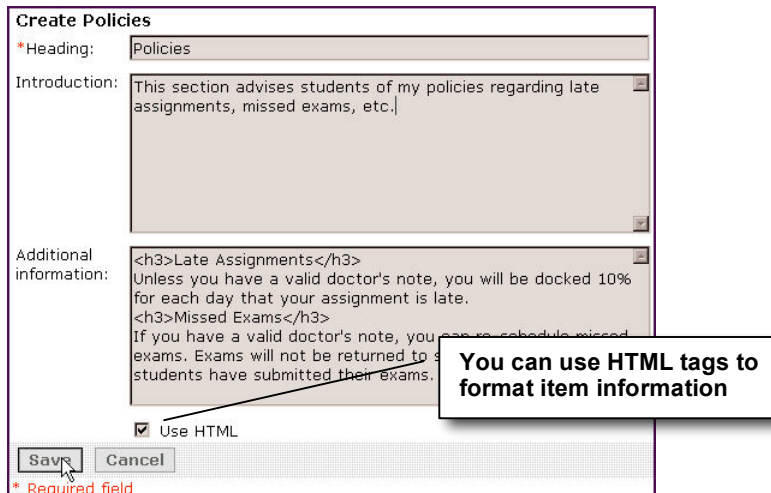 Create Policies
*Heading: Policies
Introduction: This section advises students of my policies regarding late
assignments, missed exams, etc.
Additional
information:
<h3>Late Assignments</h3>
Unless you have a valid doctor's note, you will be docked 10%
for each day that your assignment is late.
<h3>Missed Exams</h3>
If you have a valid doctor's note, you can re-schedule missed
exams. Exams will not be returned to
students have submitted their exams.
You can use HTML tags to
format item information
Use HTML
Save Cancel
* Required field